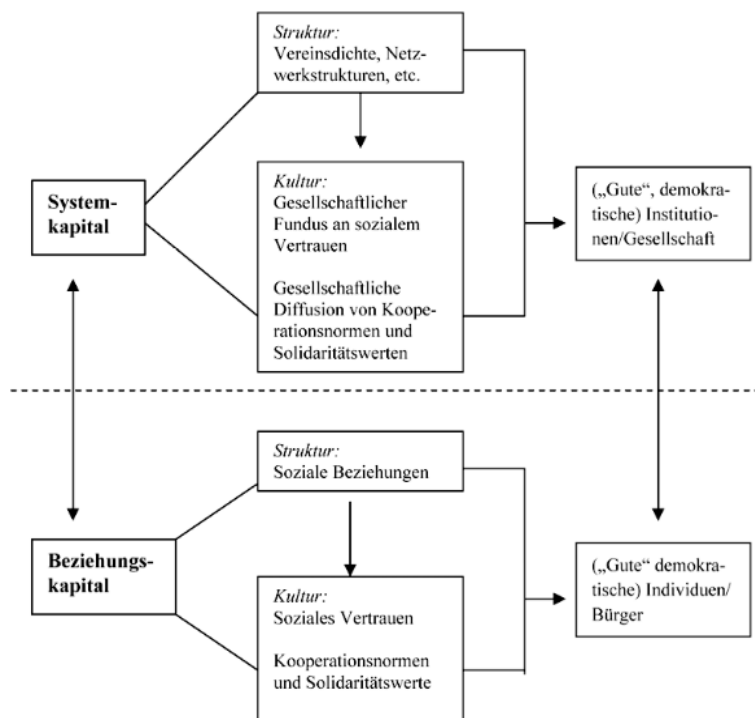 Struktur:
Vereinsdichte, Netz-
werkstrukturen, etc.
System-
kapital
Kultur:
Gesellschaftlicher
Fundus an sozialem
Vertrauen
Gesellschaftliche
Diffusion von Koope-
rationsnormen und
Solidaritätswerten
(„Gute“, demokra-
tische) Institutio-
nen/Gesellschaft
Struktur:
Soziale Beziehungen
Beziehungs-
kapital
Kultur:
Soziales Vertrauen
Kooperationsnormen
und Solidaritätswerte
(„Gute“ demokra-
tische) Individuen/
Bürger